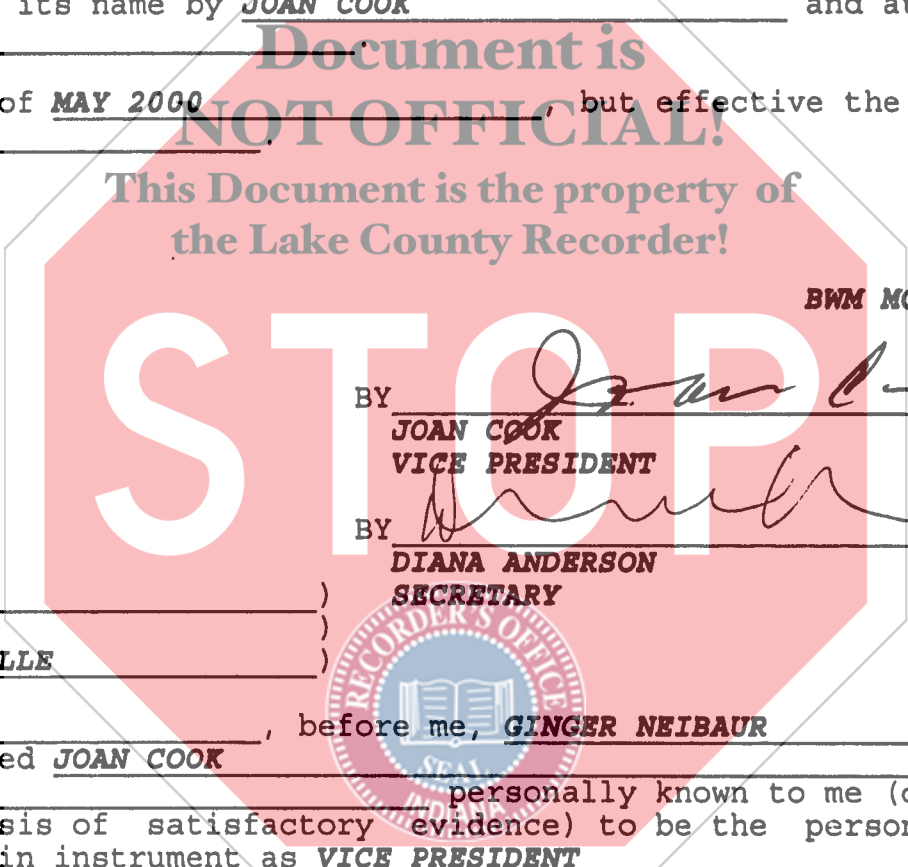 its name by JOAN COOK and
Document is
of MAY 2000, but effective the
NOT OFFICIAL!
This Document is the property of
the Lake County Recorder!
BWM
STOP
BY
JOAN COOK
VICE PRESIDENT
BY
DIANA ANDERSON
SECRETARY
)
)
LLE )
RECORDER'S OFFICE
, before me, GINGER NEIBAUR
ed JOAN COOK
SEAL
INDIANA
personally known to me (
sis of satisfactory evidence) to be the person
in instrument as VICE PRESIDENT